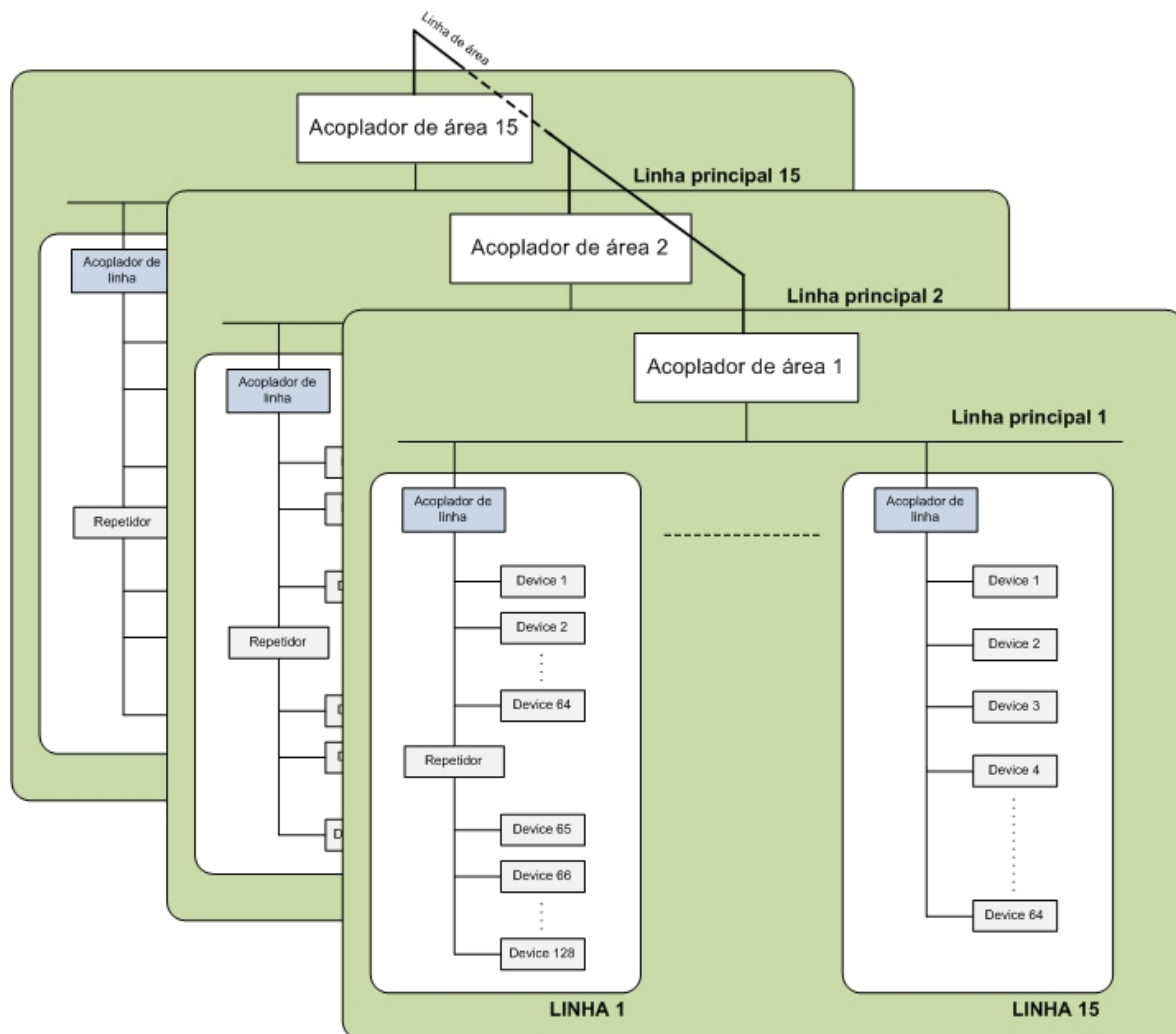 Linha de área
Acoplador de área 15
Linha principal 15
Acoplador de
linha
Repetidor
Acoplador de área 2
Linha principal 2
Acoplador de
linha
Repetidor
Acoplador de área 1
Linha principal 1
Acoplador de
linha
Device 1
Device 2
Device 64
Repetidor
Device 65
Device 66
Device 128
LINHA 1
Acoplador de
linha
Device 1
Device 2
Device 3
Device 4
Device 64
LINHA 15